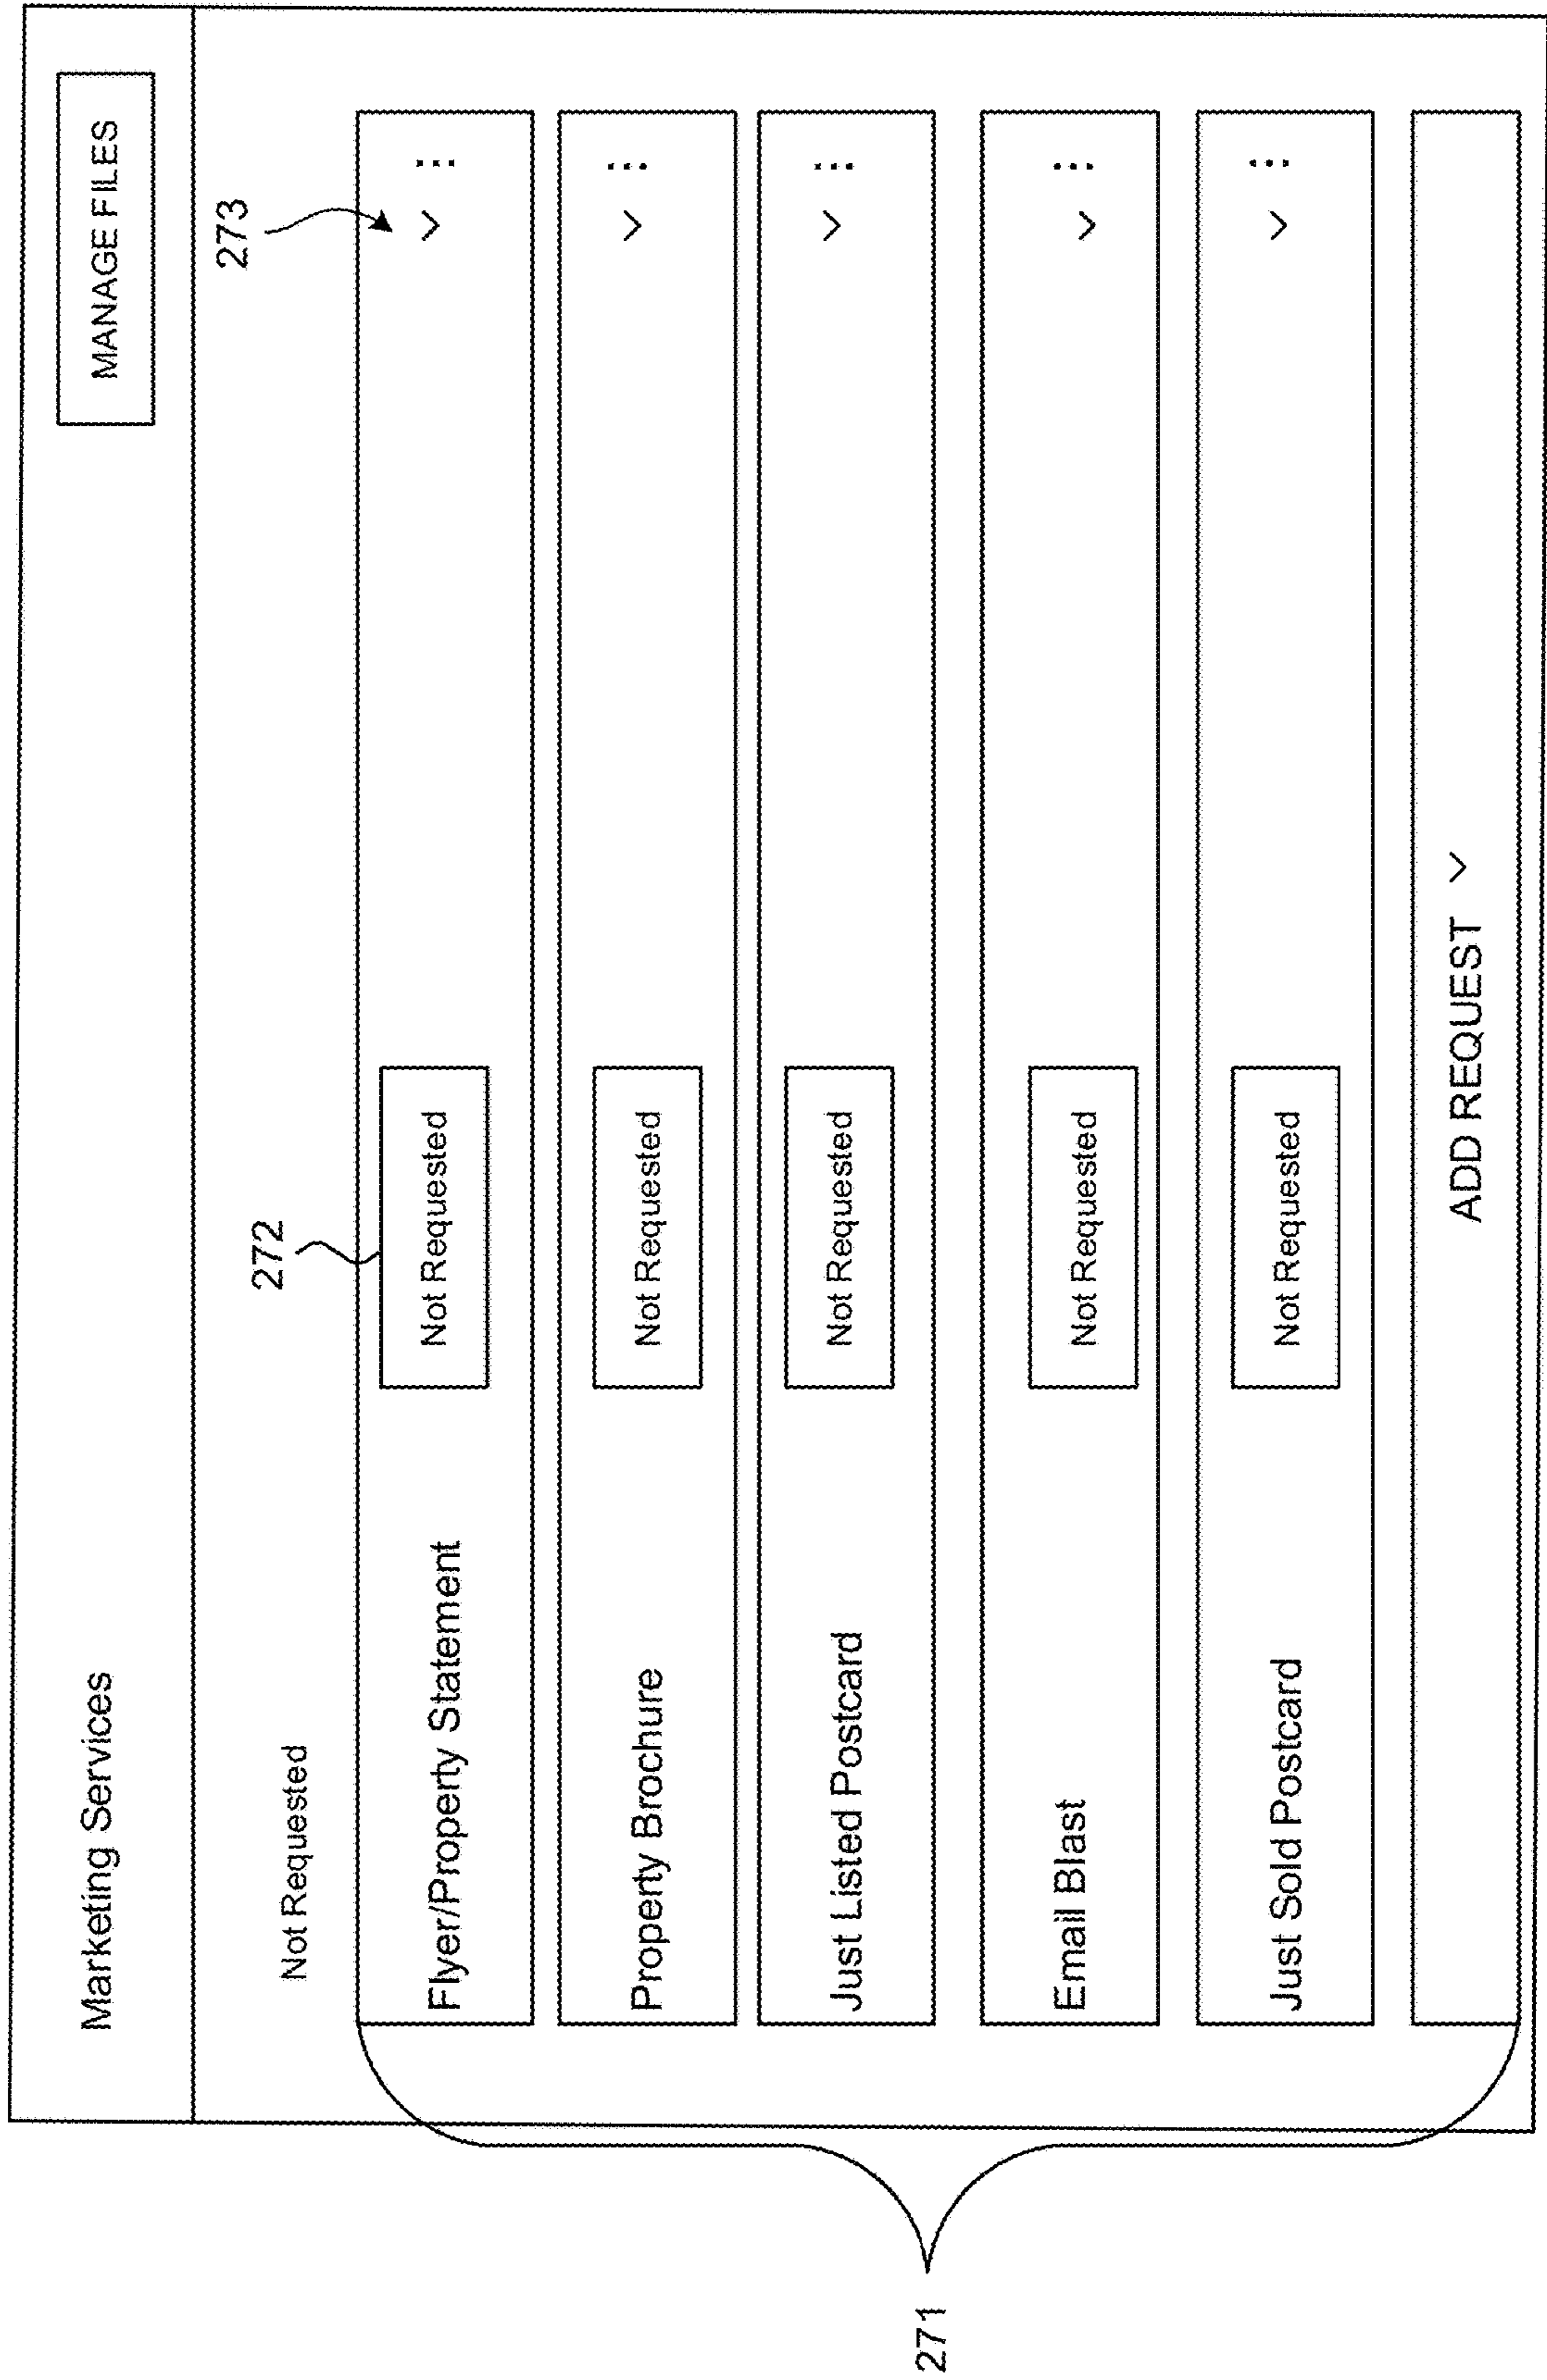 Marketing Services
MANAGE FILES
273
272
Not Requested
Flyer/Property Statement
Not Requested
Property Brochure
Not Requested
Just Listed Postcard
Not Requested
Email Blast
Not Requested
Just Sold Postcard
Not Requested
ADD REQUEST
271